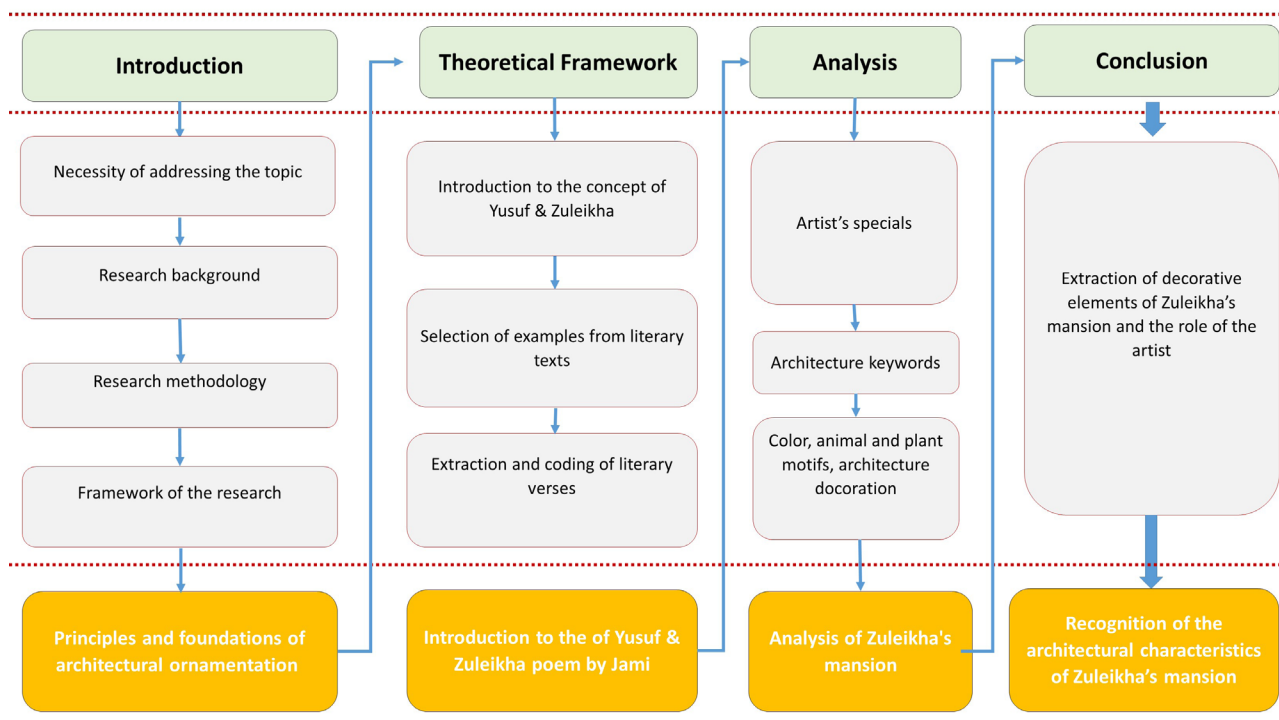 Introduction
Necessity of addressing the topic
Research background
Research methodology
Framework of the research
Principles and foundations of
architectural ornamentation
Theoretical Framework
Introduction to the concept of
Yusuf & Zuleikha
Selection of examples from literary
texts
Extraction and coding of literary
verses
Introduction to the of Yusuf &
Zuleikha poem by Jami
Analysis
Artist’s specials
Architecture keywords
Color, animal and plant
motifs, architecture
docoration
Analysis of Zuleikha's
mansion
Conclusion
Extraction of decorative
elements of Zuleikha’s
mansion and the role of the
artist
Recognition of the
architectural characteristics
of Zuleikha’s mansion